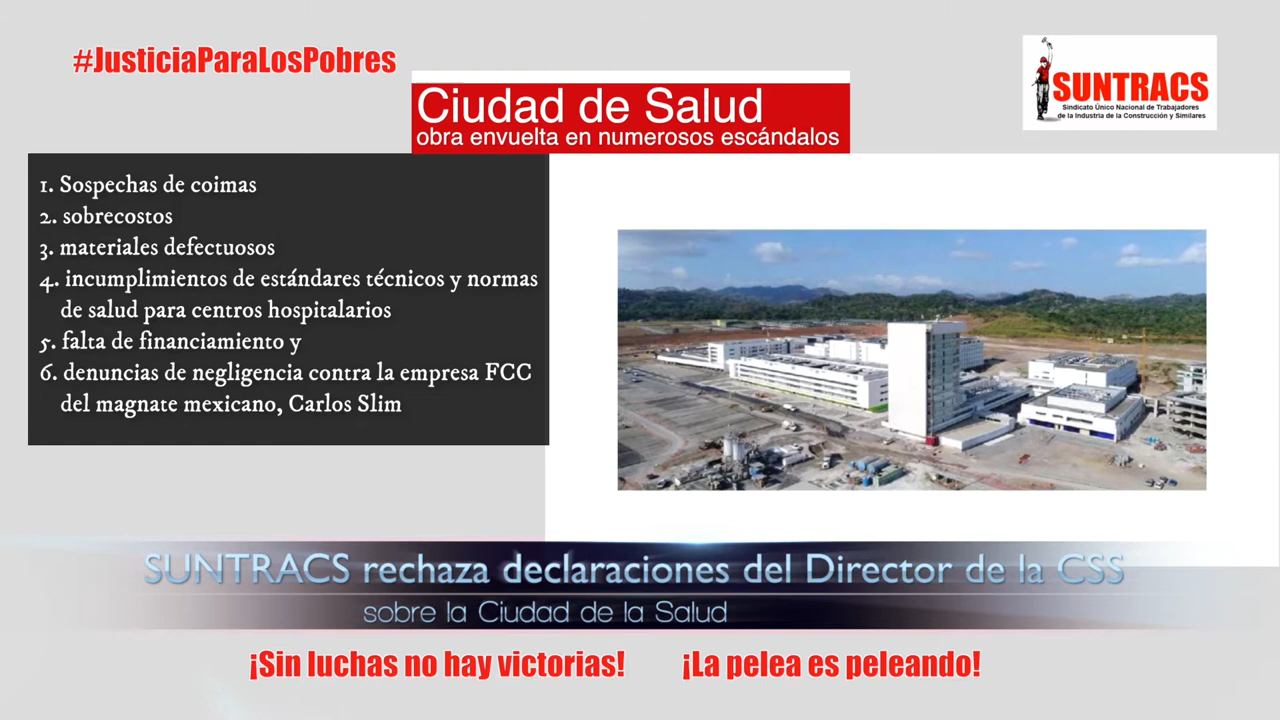 #JusticiaParaLosPobres
SUNTRACS
Sindicato Único Nacional de Trabajadores
de la Industria de la Construcción y Similares
Ciudad de Salud
obra envuelta en numerosos escándalos
1. Sospechas de coimas
2. sobrecostos
3. materiales defectuosos
4. incumplimientos de estándares técnicos y normas
de salud para centros hospitalarios
5. falta de financiamiento y
6. denuncias de negligencia contra la empresa FCC
del magnate mexicano, Carlos Slim
SUNTRACS rechaza declaraciones del Director de la CSS
sobre la Ciudad de la Salud
¡Sin luchas no hay victorias! ¡La pelea es peleando!